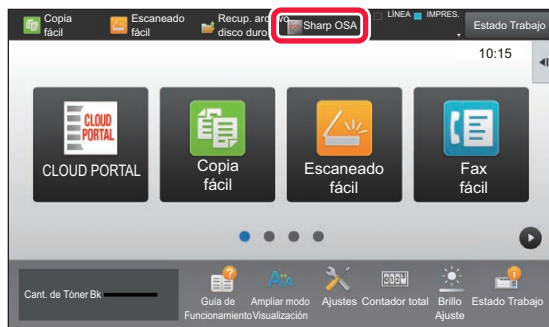 Copia
fácil
Escaneado
fácil
Recup. archivo
disco duro
Sharp OSA
LÍNEA
IMPRES.
Estado Trabajo
10:15
CLOUD
PORTAL
CLOUD PORTAL
Copia
fácil
Escaneado
fácil
Fax
fácil
Cant. de Tóner Bk
Guía de
Funcionamiento
Ampliar modo
Visualización
Ajustes
Contador total
Brillo
Ajuste
Estado Trabajo